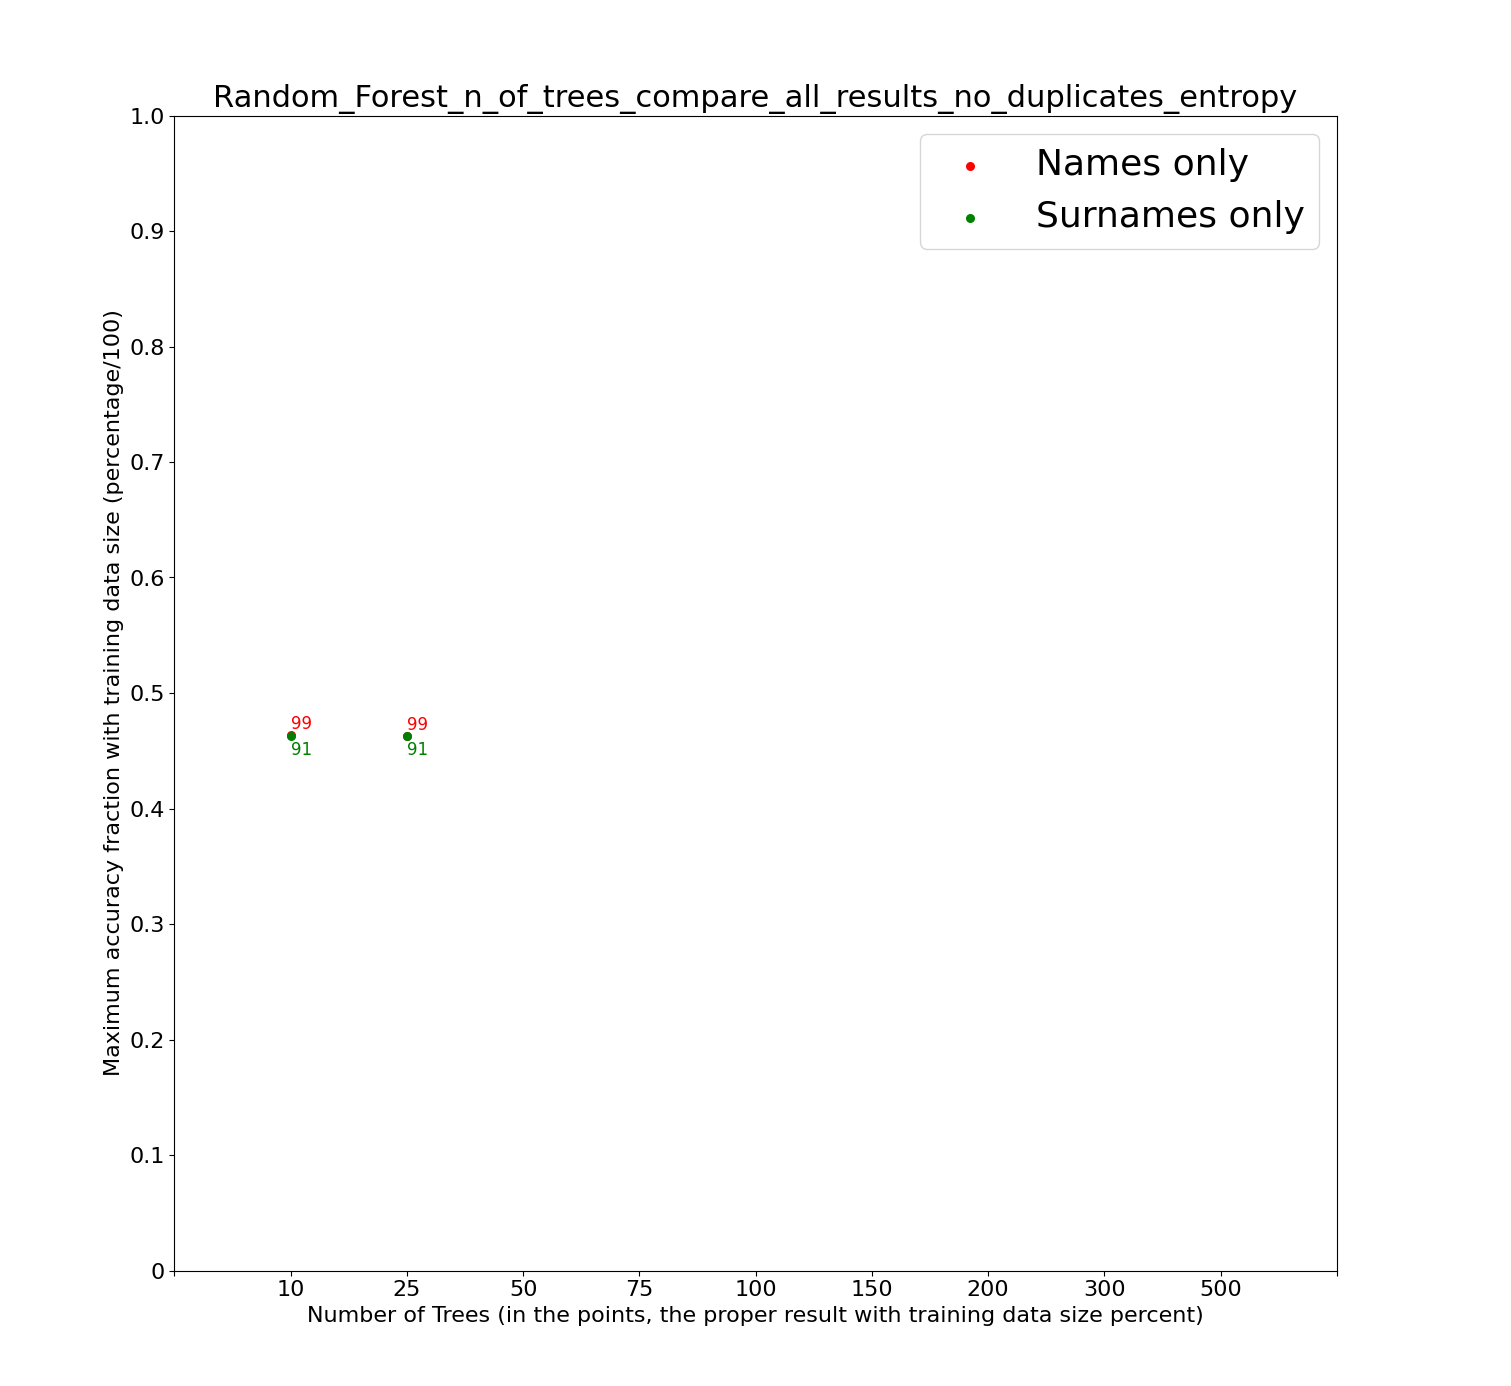 Random_Forest_n_of_trees_compare_all_results_no_duplicates_entropy
Names only
Surnames only
Maximum accuracy fraction with training data size (percentage/100)
1.0
0.9
0.8
0.7
0.6
0.5
0.4
0.3
0.2
0.1
0
99
99
91
91
10 25 50 75 100 150 200 300 500
Number of Trees (in the points, the proper result with training data size percent)